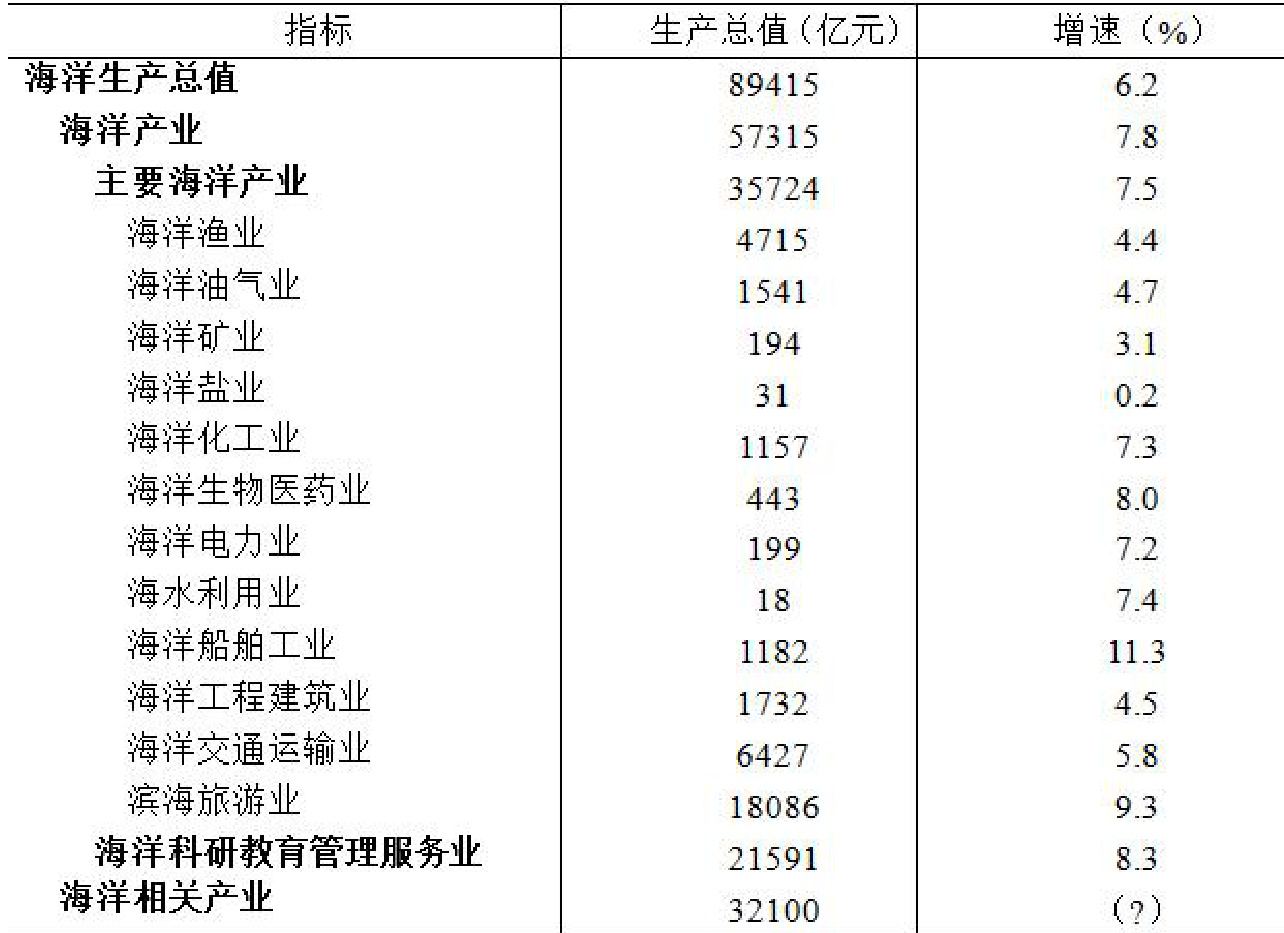 指标 生产总值（亿元） 增速（%）
海洋生产总值 89415 6.2
海洋产业 57315 7.8
主要海洋产业 35724 7.5
海洋渔业 4715 4.4
海洋油气业 1541 4.7
海洋矿业 194 3.1
海洋盐业 31 0.2
海洋化工业 1157 7.3
海洋生物医药业 443 8.0
海洋电力业 199 7.2
海水利用业 18 7.4
海洋船舶工业 1182 11.3
海洋工程建筑业 1732 4.5
海洋交通运输业 6427 5.8
滨海旅游业 18086 9.3
海洋科研教育管理服务业 21591 8.3
海洋相关产业 32100 （?）